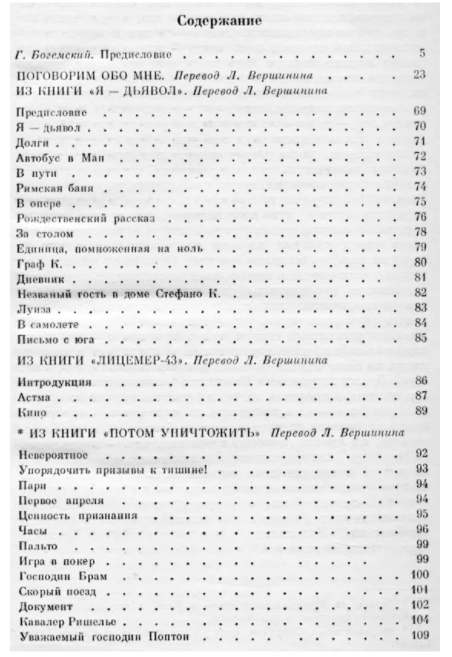 Содержание
Г. Богемский. Предисловие . . . . . . . . . . . . 5
ПОГОВОРИМ ОБО МНЕ. Перевод Л. Вершинина . . . . . 23
ИЗ КНИГИ «Я — ДЬЯВОЛ». Перевод Л. Вершинина
Предисловие . . . . . . . . . . . . 69
Я — дьявол . . . . . . . . . . . . 70
Долги . . . . . . . . . . . . 71
Автобус в Ман . . . . . . . . . . . . 72
В пути . . . . . . . . . . . . 73
Римская баня . . . . . . . . . . . . 74
В опере . . . . . . . . . . . . 75
Рождественский рассказ . . . . . . . . . . 76
За столом . . . . . . . . . . . . 78
Единица, помноженная на ноль . . . . . . . . 79
Граф К. . . . . . . . . . . . . 80
Дневник . . . . . . . . . . . . 81
Незваный гость в доме Стефано К. . . . . . . . 82
Луиза . . . . . . . . . . . . 83
В самолете . . . . . . . . . . . . 84
Письмо с юга . . . . . . . . . . . . 85
ИЗ КНИГИ «ЛИЦЕМЕР-43». Перевод Л. Вершинина
Интродукция . . . . . . . . . . . . 86
Астма . . . . . . . . . . . . 87
Кино . . . . . . . . . . . . 89
* ИЗ КНИГИ «ПОТОМ УНИЧТОЖИТЬ» Перевод Л. Вершинина
Невероятное . . . . . . . . . . . . 92
Упорядочить призывы к тишине! . . . . . . . . 93
Пари . . . . . . . . . . . . 94
Первое апреля . . . . . . . . . . . . 94
Ценность признания . . . . . . . . . . 95
Часы . . . . . . . . . . . . 96
Пальто . . . . . . . . . . . . 99
Игра в покер . . . . . . . . . . . . 99
Господин Брам . . . . . . . . . . . . 100
Скорый поезд . . . . . . . . . . . . 101
Документ . . . . . . . . . . . . 102
Кавалер Ришелье . . . . . . . . . . . . 104
Уважаемый господин Поптон . . . . . . . . . 109